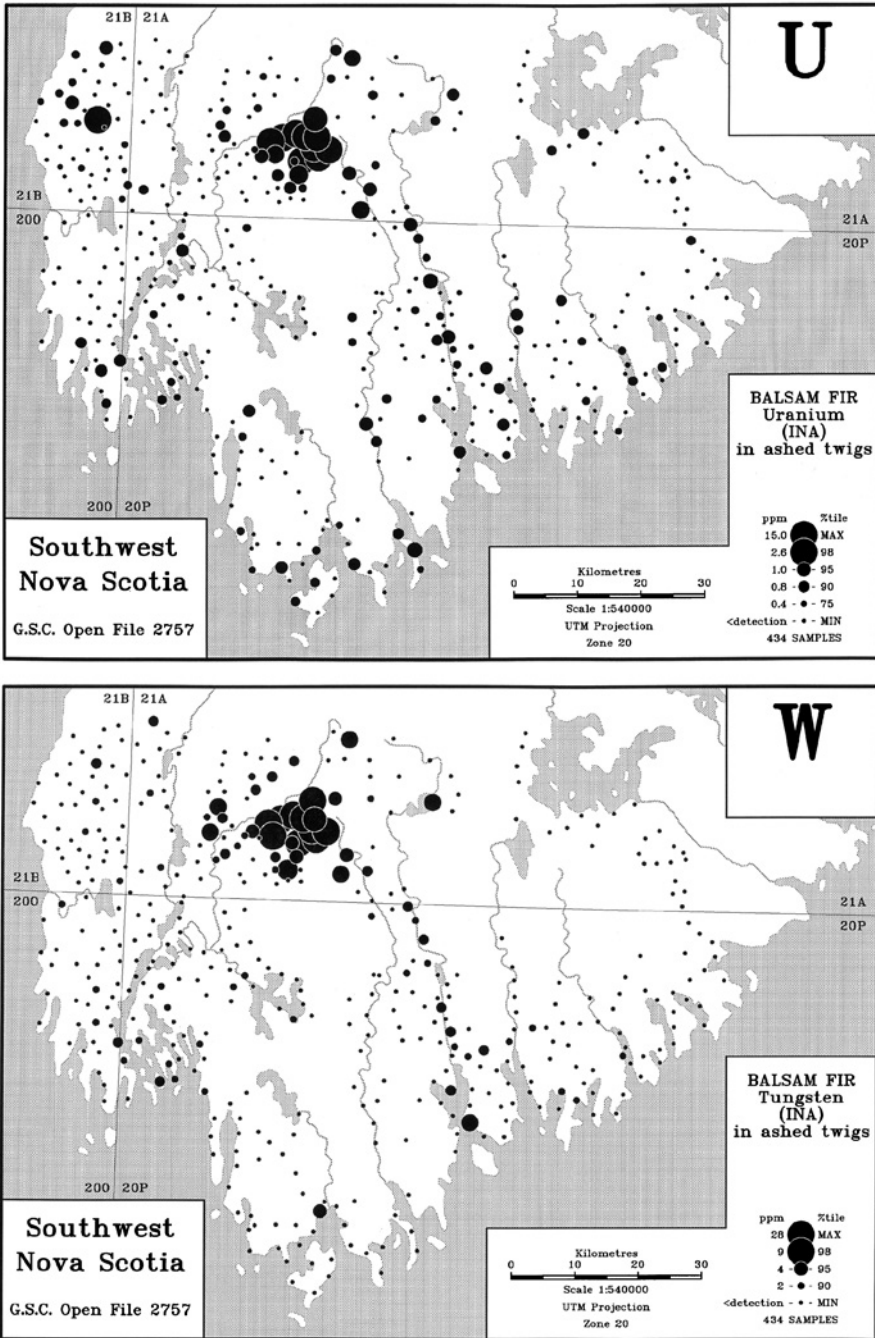 21B 21A
U
21B
200
21A
20P
BALSAM FIR
Uranium
(INA)
in ashed twigs
ppm %tile
15.0 MAX
2.6 98
1.0 - - 95
0.8 - - 90
0.4 - - 75
<detection - - MIN
434 SAMPLES
200 20P
Southwest
Nova Scotia
G.S.C. Open File 2757
Kilometres
0 10 20 30
Scale 1:540000
UTM Projection
Zone 20
21B 21A
W
21B
200
21A
20P
BALSAM FIR
Tungsten
(INA)
in ashed twigs
ppm %tile
28 MAX
9 98
4 - - 95
2 - - 90
<detection - - MIN
434 SAMPLES
200 20P
Southwest
Nova Scotia
G.S.C. Open File 2757
Kilometres
0 10 20 30
Scale 1:540000
UTM Projection
Zone 20